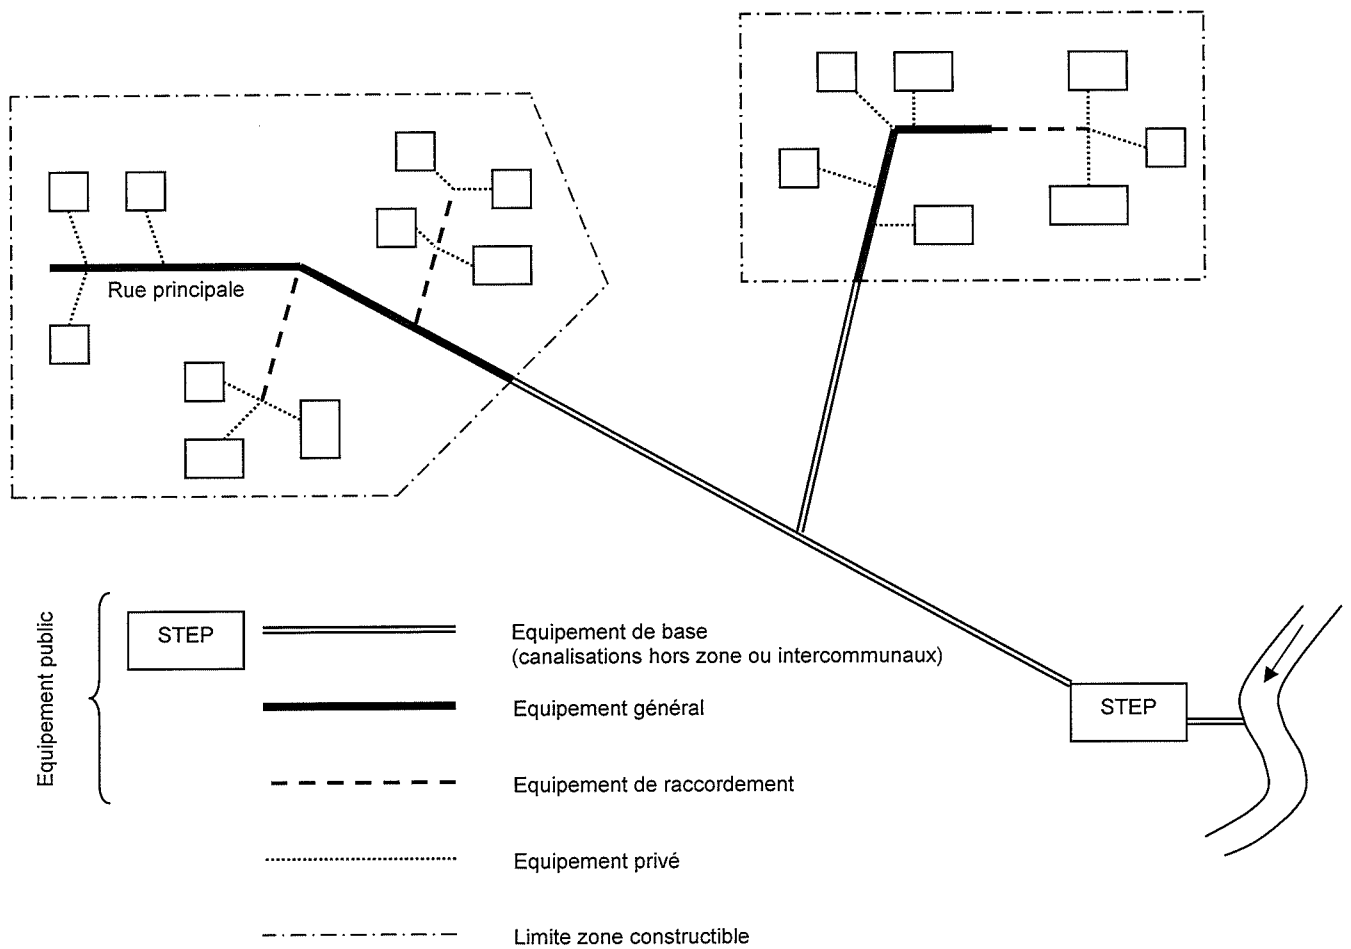 Rue principale
Equipement public
STEP
Equipement de base
(canalisations hors zone ou intercommunaux)
STEP
Equipement général
Equipement de raccordement
Equipement privé
Limite zone constructible